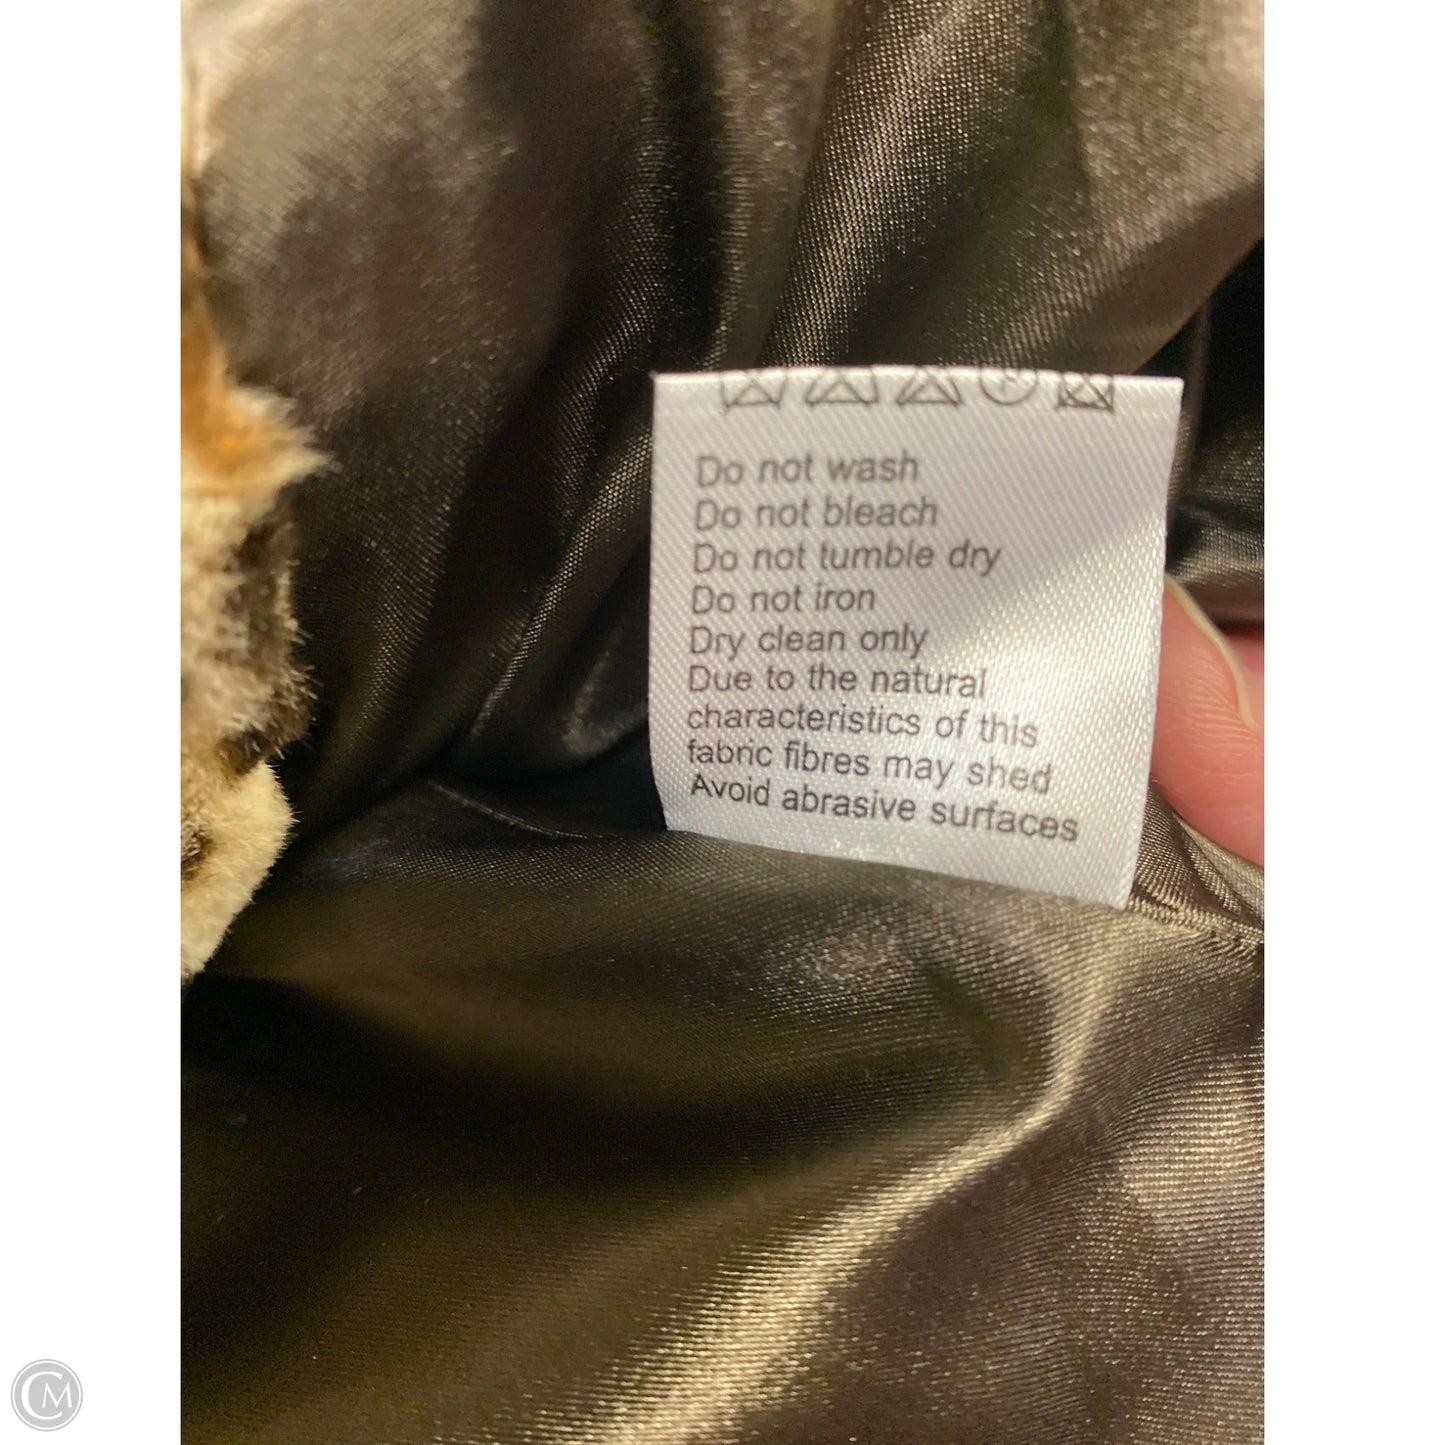 Do not wash
Do not bleach
Do not tumble dry
Do not iron
Dry clean only
Due to the natural
characteristics of this
fabric fibres may shed
Avoid abrasive surfaces
CM